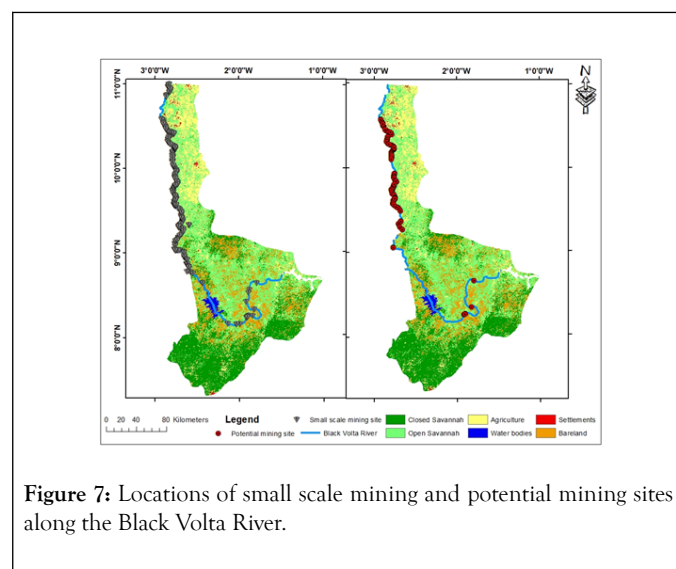 3°0'0"W 2°0'0"W 1°0'0"W 3°0'0"W 2°0'0"W 1°0'0"W
N
11°0'0"N
10°0'0"N
9°0'0"N
8°0'0"N
0 20 40 80 Kilometers
Legend
Small scale mining site
Closed Savannah
Agriculture
Settlements
Potential mining site
Black Volta River
Open Savannah
Water bodies
Bareland
Figure 7: Locations of small scale mining and potential mining sites
along the Black Volta River.